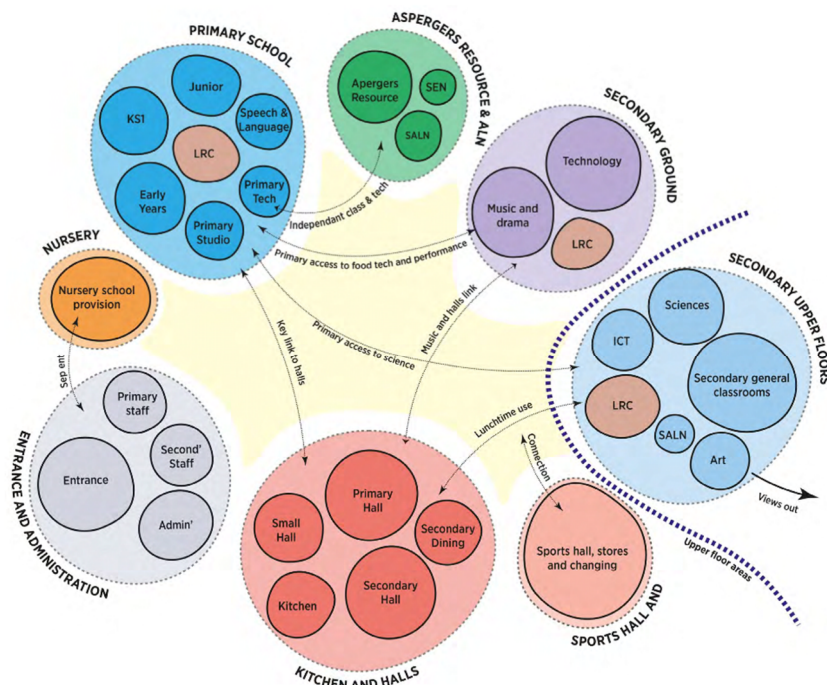 PRIMARY SCHOOL
Junior
KS1
Speech &
Language
LRC
Early
Years
Primary
Tech
Primary
Studio
ASPERGERS RESOURCE & ALN
Apergers
Resource
SEN
SALN
SECONDARY GROUND
Technology
Music and
drama
LRC
Independant class & tech
Primary access to food tech and performance
Primary access to science
Key link to halls
Music and halls link
NURSERY
Nursery school
provision
Sep ent
SECONDARY UPPER FLOORS
Sciences
ICT
Secondary general
classrooms
LRC
SALN
Art
Views out
Upper floor areas
Lunchtime use
Connection
ENTRANCE AND ADMINISTRATION
Primary
staff
Second'
Staff
Entrance
Admin'
KITCHEN AND HALLS
Primary
Hall
Small
Hall
Secondary
Dining
Secondary
Hall
Kitchen
SPORTS HALL AND
Sports hall, stores
and changing